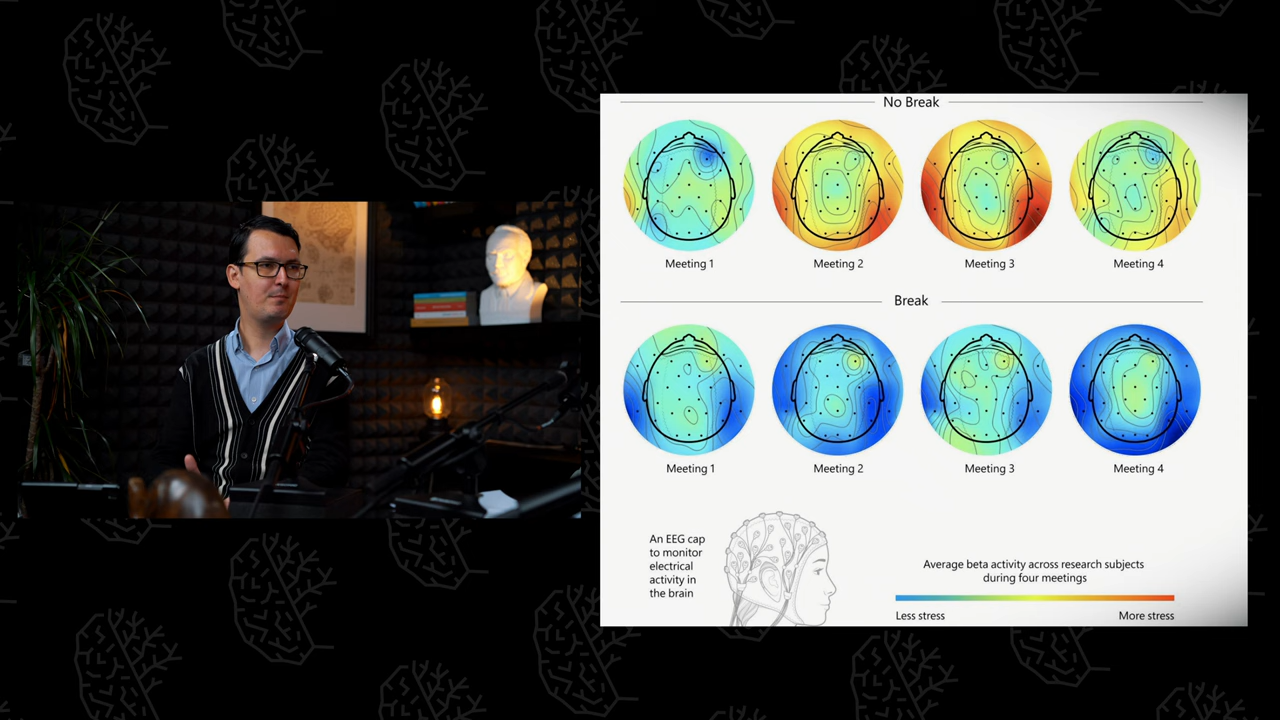 No Break
Meeting 1
Meeting 2
Meeting 3
Meeting 4
Break
Meeting 1
Meeting 2
Meeting 3
Meeting 4
An EEG cap
to monitor
electrical
activity in
the brain
Average beta activity across research subjects
during four meetings
Less stress
More stress